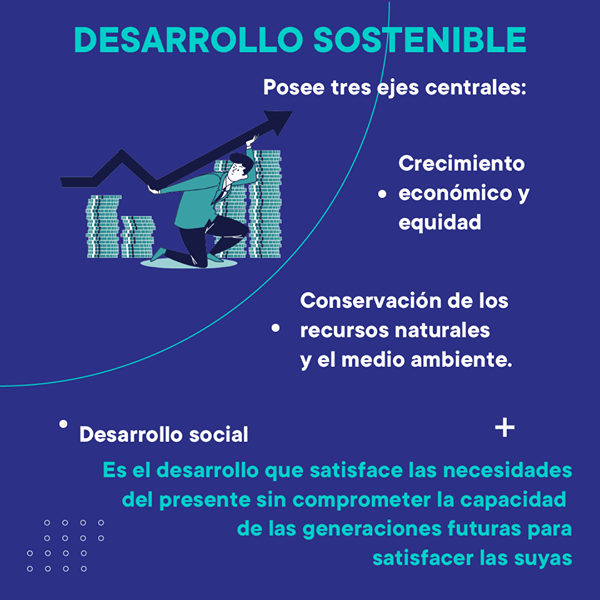 DESARROLLO SOSTENIBLE
Posee tres ejes centrales:
Crecimiento
económico y
equidad
Conservación de los
recursos naturales
y el medio ambiente.
Desarrollo social
Es el desarrollo que satisface las necesidades
del presente sin comprometer la capacidad
de las generaciones futuras para
satisfacer las suyas